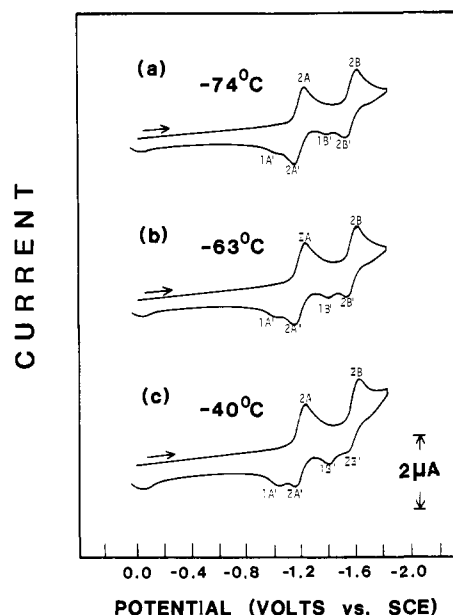 (a)
-74°C
2A
2B
1A'
2A'
1B'
2B'
(b)
-63°C
2A
2B
1A'
2A'
1B'
2B'
(c)
-40°C
2A
2B
1A'
2A'
1B'
2B'
2μA
CURRENT
0.0 -0.4 -0.8 -1.2 -1.6 -2.0
POTENTIAL (VOLTS vs. SCE)